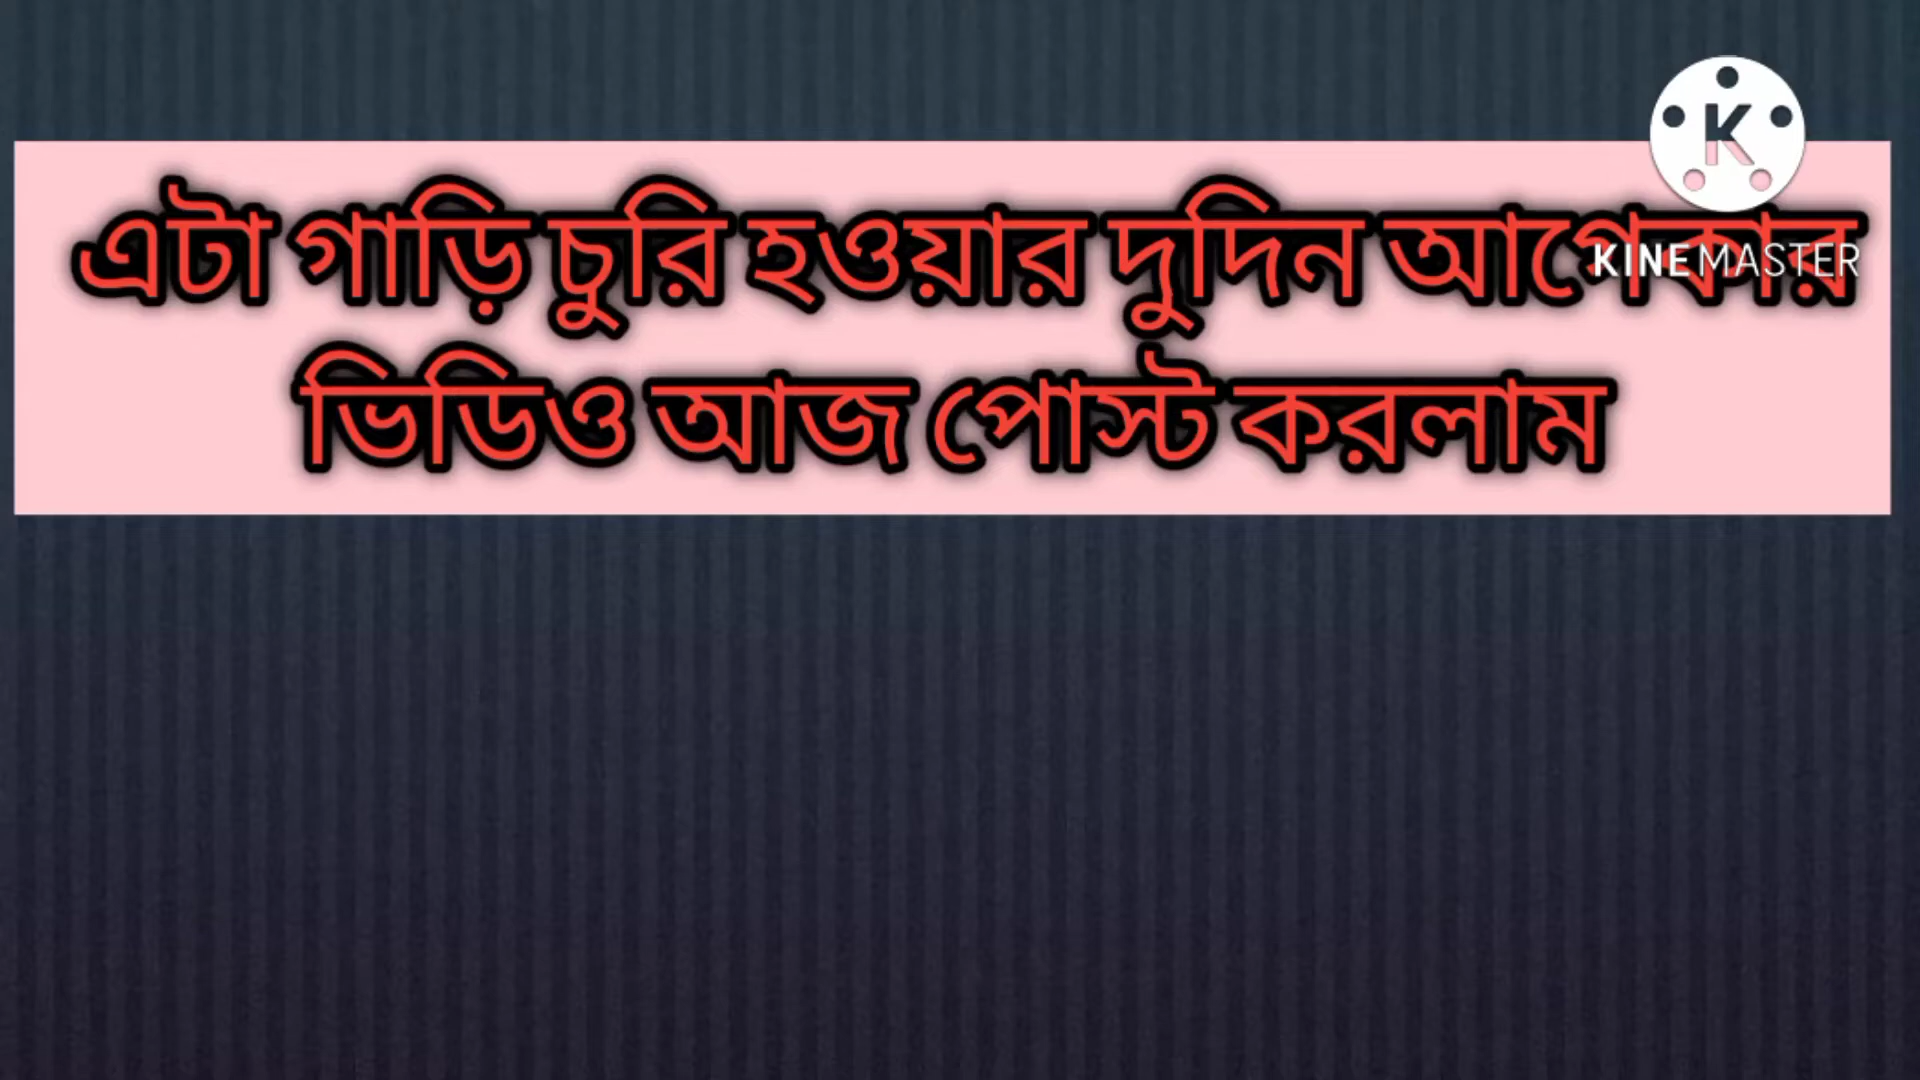 এটা গাড়ি চুরি হওয়ার দুদিন আগেকার
ভিডিও আজ পোস্ট করলাম
KINEMASTER